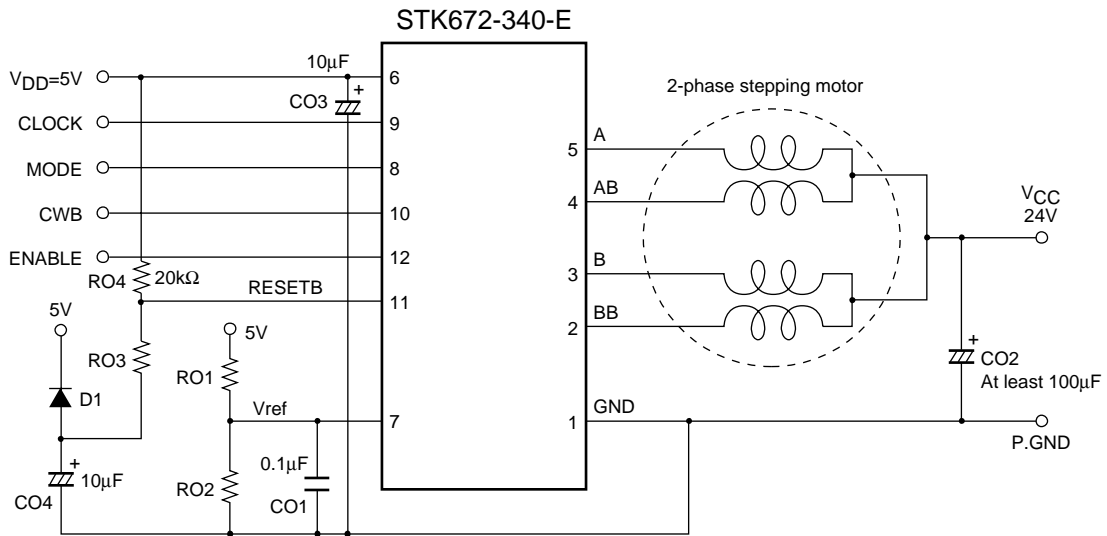 STK672-340-E
VDD=5V
CLOCK
MODE
CWB
ENABLE
10μF
CO3
6
9
8
10
12
11
7
RO4
20kΩ
RESETB
5V
RO3
D1
10μF
CO4
5V
RO1
Vref
RO2
0.1μF
CO1
2-phase stepping motor
5
A
4
AB
3
B
2
BB
1
GND
VCC
24V
CO2
At least 100μF
P.GND